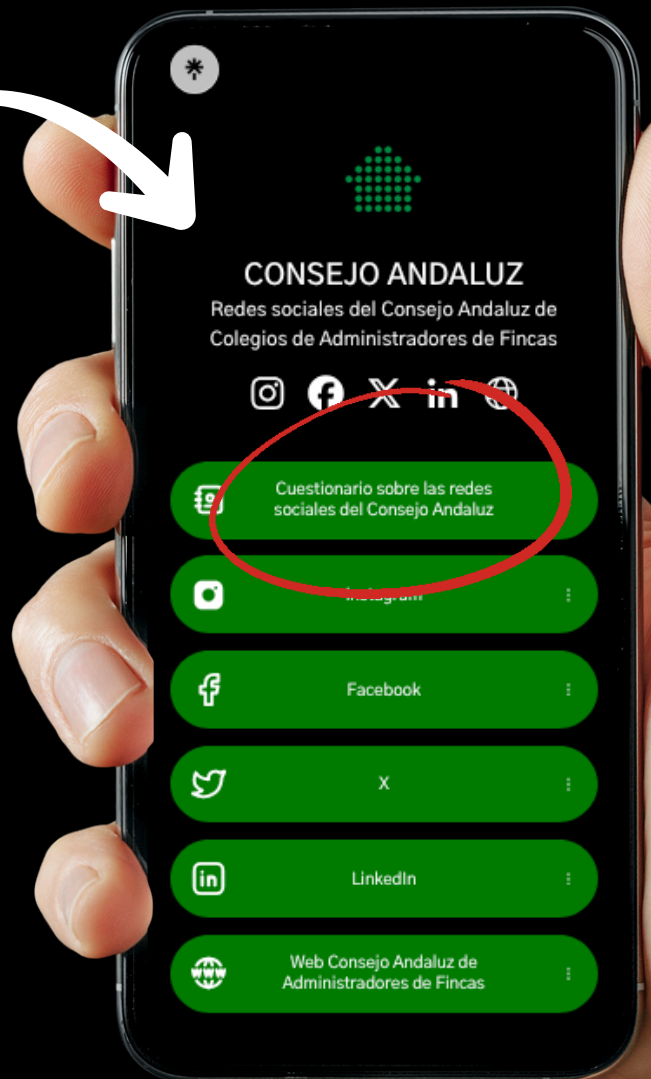 CONSEJO ANDALUZ
Redes sociales del Consejo Andaluz de
Colegios de Administradores de Fincas
Cuestionario sobre las redes
sociales del Consejo Andaluz
Instagram
Facebook
X
LinkedIn
Web Consejo Andaluz de
Administradores de Fincas